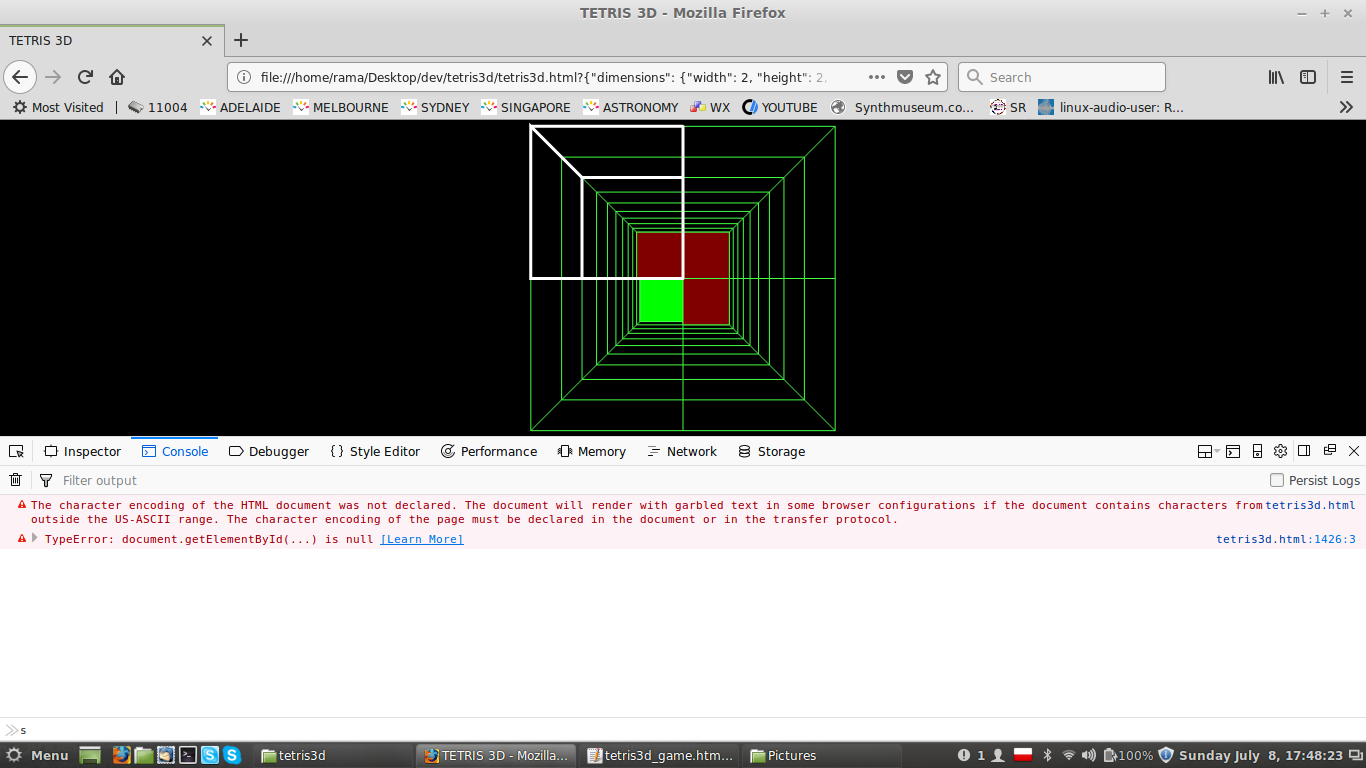 TETRIS 3D - Mozilla Firefox
TETRIS 3D
file:///home/rama/Desktop/dev/tetris3d/tetris3d.html?{"dimensions": {"width": 2, "height": 2,
Search
Most Visited
11004
ADELAIDE
MELBOURNE
SYDNEY
SINGAPORE
ASTRONOMY
WX
YOUTUBE
Synthmuseum.co...
SR
linux-audio-user: R...
Inspector
Console
Debugger
Style Editor
Performance
Memory
Network
Storage
Filter output
Persist Logs
The character encoding of the HTML document was not declared. The document will render with garbled text in some browser configurations if the document contains characters from tetris3d.html
outside the US-ASCII range. The character encoding of the page must be declared in the document or in the transfer protocol.
TypeError: document.getElementById(...) is null [Learn More] tetris3d.html:1426:3
s
Menu
tetris3d
TETRIS 3D - Mozilla...
tetris3d_game.htm...
Pictures
1
100%
Sunday July 8, 17:48:23